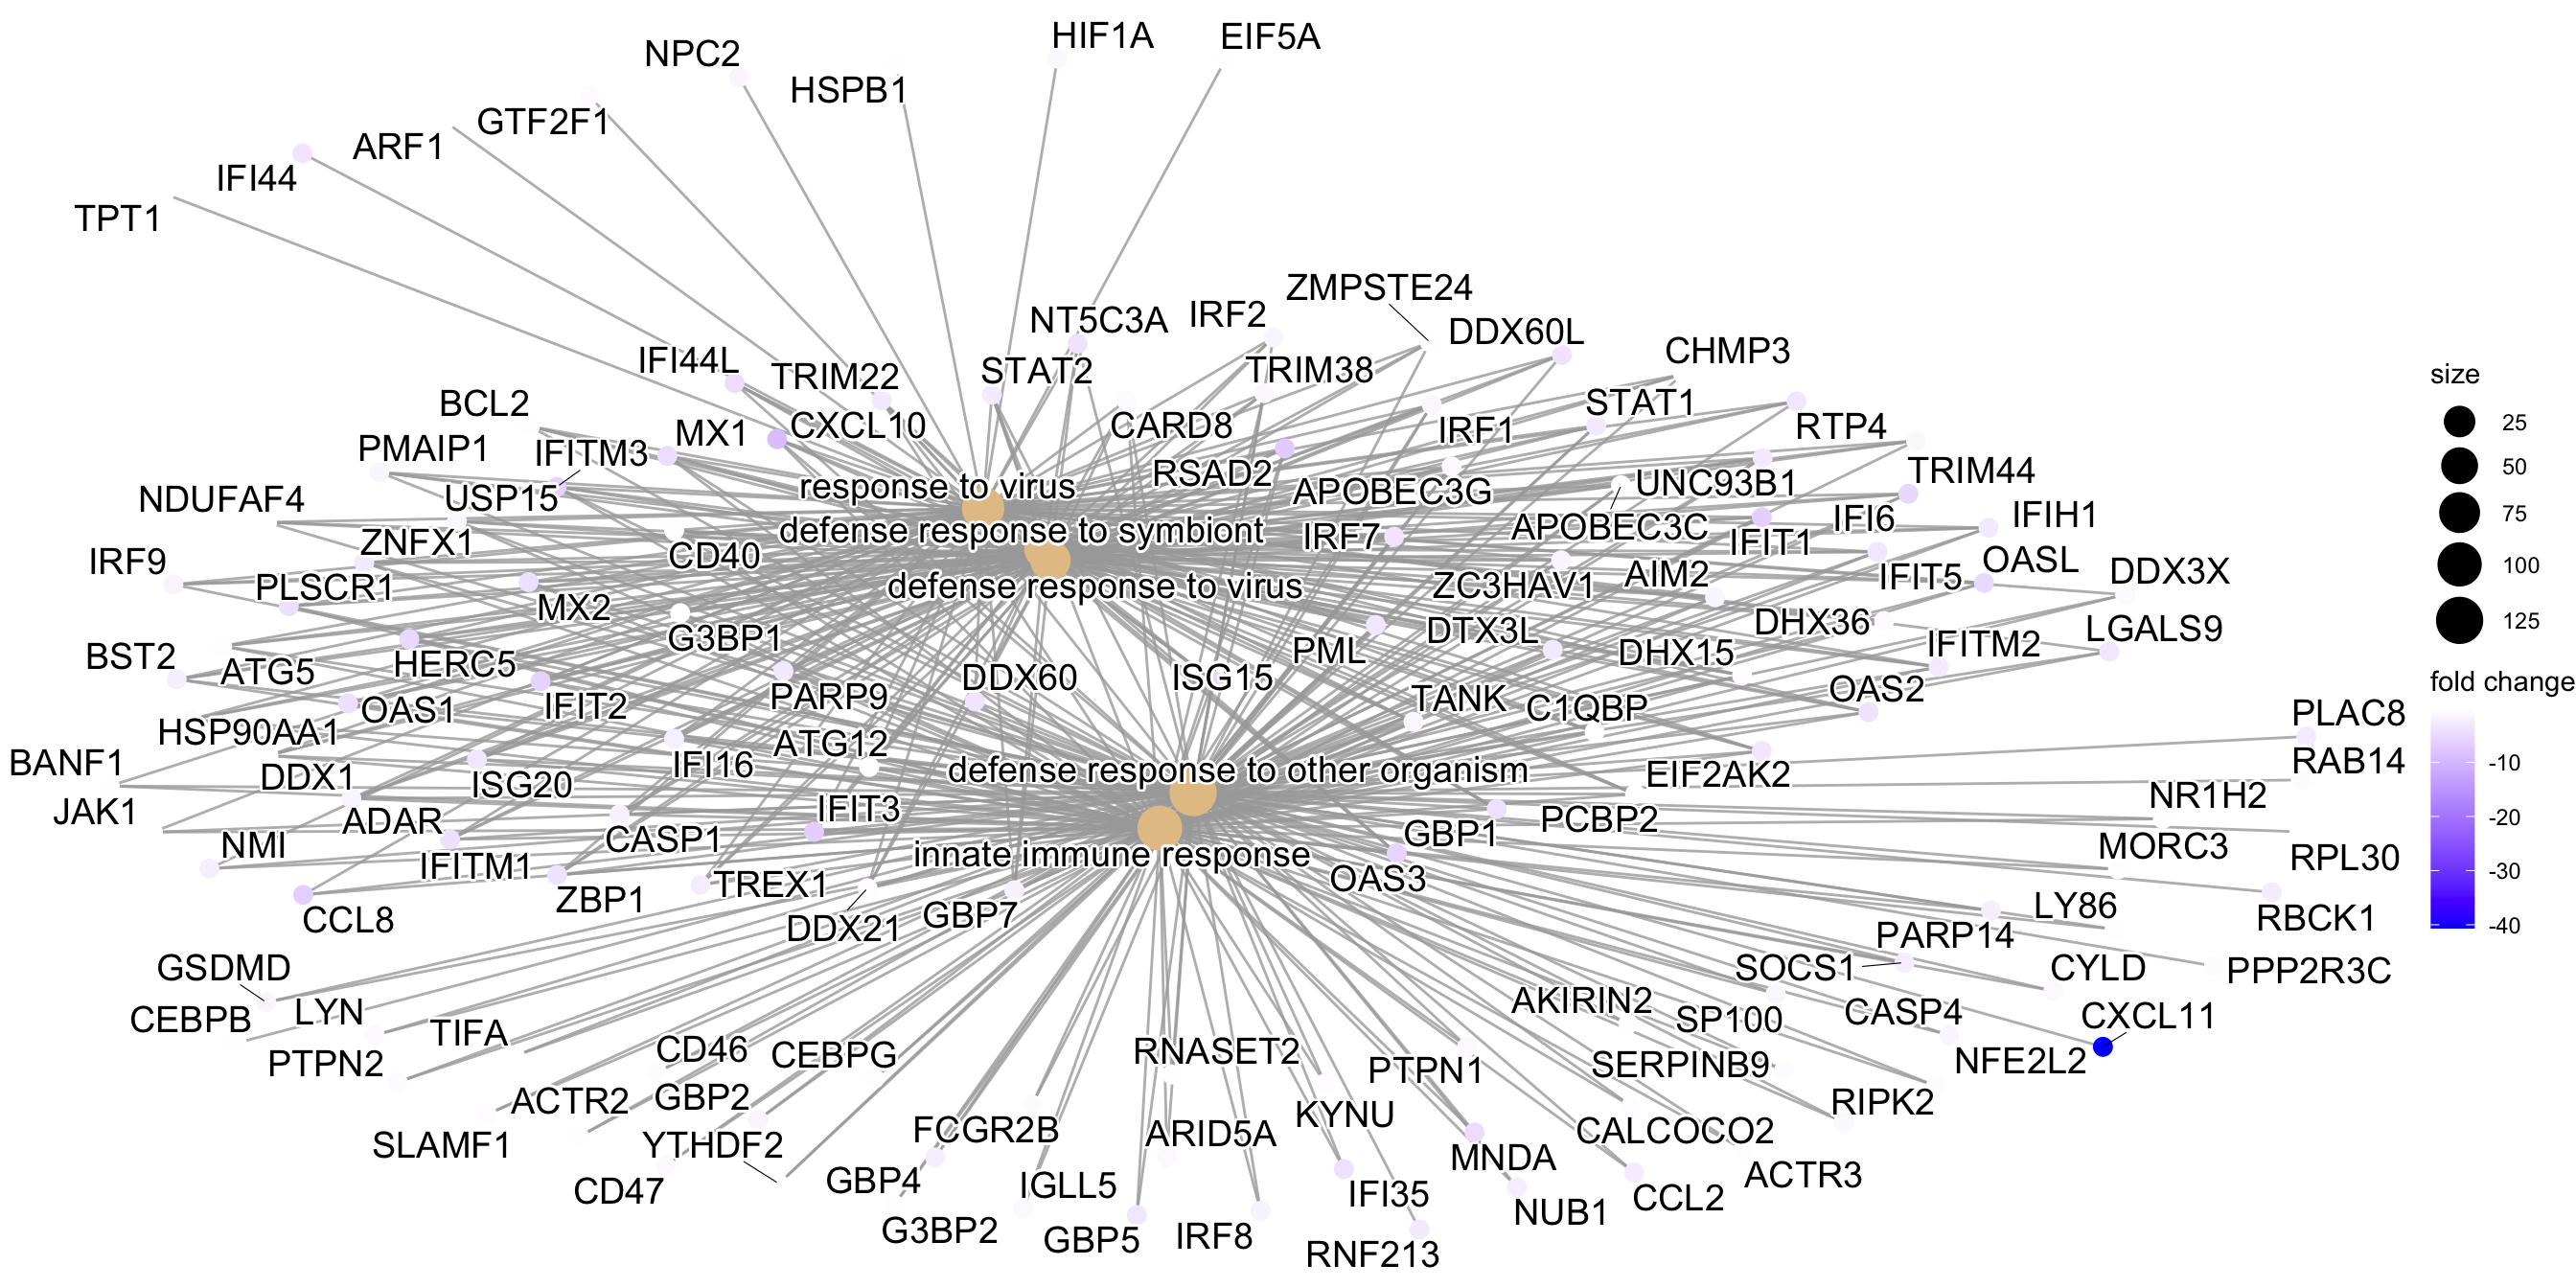 HIF1A
EIF5A
NPC2
HSPB1
GTF2F1
ARF1
IFI44
TPT1
ZMPSTE24
NT5C3A
IRF2
DDX60L
CHMP3
IFI44L
TRIM22
STAT2
TRIM38
BCL2
MX1
CXCL10
CARD8
IRF1
STAT1
RTP4
PMAIP1
IFITM3
RSAD2
APOBEC3G
UNC93B1
TRIM44
NDUFAF4
USP15
response to virus
defense response to symbiont
IRF7
APOBEC3C
IFIT1
IFI6
IFIH1
IRF9
ZNFX1
CD40
PLSCR1
MX2
defense response to virus
ZC3HAV1
AIM2
IFIT5
OASL
DDX3X
BST2
ATG5
HERC5
G3BP1
PML
DTX3L
DHX36
DHX15
IFITM2
LGALS9
OAS1
IFIT2
PARP9
DDX60
ISG15
TANK
C1QBP
OAS2
HSP90AA1
BANF1
DDX1
ISG20
IFI16
ATG12
defense response to other organism
EIF2AK2
PLAC8
RAB14
NR1H2
JAK1
ADAR
IFIT3
CASP1
GBP1
PCBP2
MORC3
RPL30
NMI
IFITM1
innate immune response
OAS3
CCL8
ZBP1
TREX1
DDX21
GBP7
LY86
RBCK1
PARP14
GSDMD
CEBPB
LYN
SOCS1
CYLD
PPP2R3C
PTPN2
TIFA
CD46
CEBPG
RNASET2
PTPN1
AKIRIN2
SP100
CASP4
CXCL11
SERPINB9
NFE2L2
ACTR2
GBP2
SLAMF1
YTHDF2
FCGR2B
ARID5A
KYNU
CALCOCO2
RIPK2
CD47
GBP4
IGLL5
MNDA
ACTR3
G3BP2
GBP5
IRF8
IFI35
NUB1
CCL2
RNF213
size
25
50
75
100
125
fold change
-10
-20
-30
-40